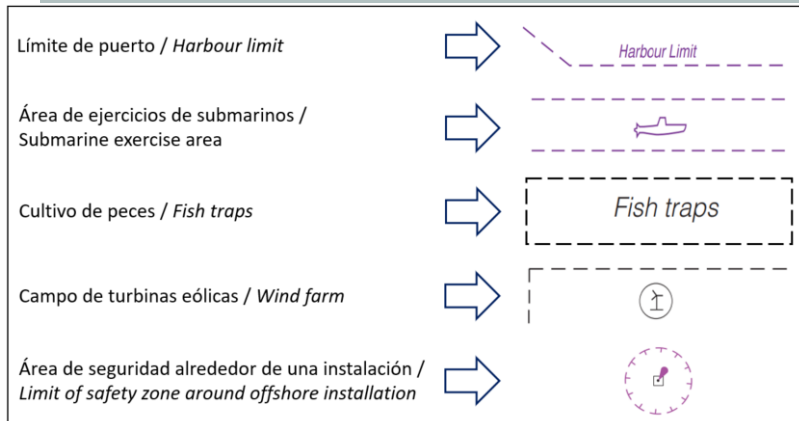 Límite de puerto / Harbour limit
Harbour Limit
Área de ejercicios de submarinos /
Submarine exercise area
Cultivo de peces / Fish traps
Fish traps
Campo de turbinas eólicas / Wind farm
Área de seguridad alrededor de una instalación /
Limit of safety zone around offshore installation